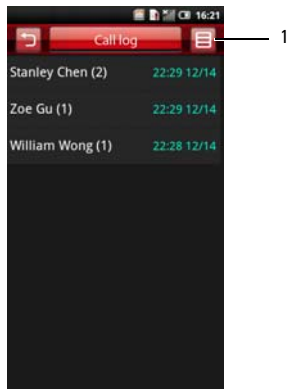 16:21
Call log
1
Stanley Chen (2) 22:29 12/14
Zoe Gu (1) 22:29 12/14
William Wong (1) 22:28 12/14